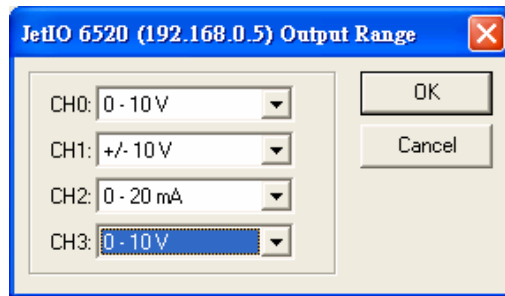 JetIO 6520 (192.168.0.5) Output Range
CH0: 0 - 10 V
OK
CH1: +/- 10 V
Cancel
CH2: 0 - 20 mA
CH3: 0 - 10 V